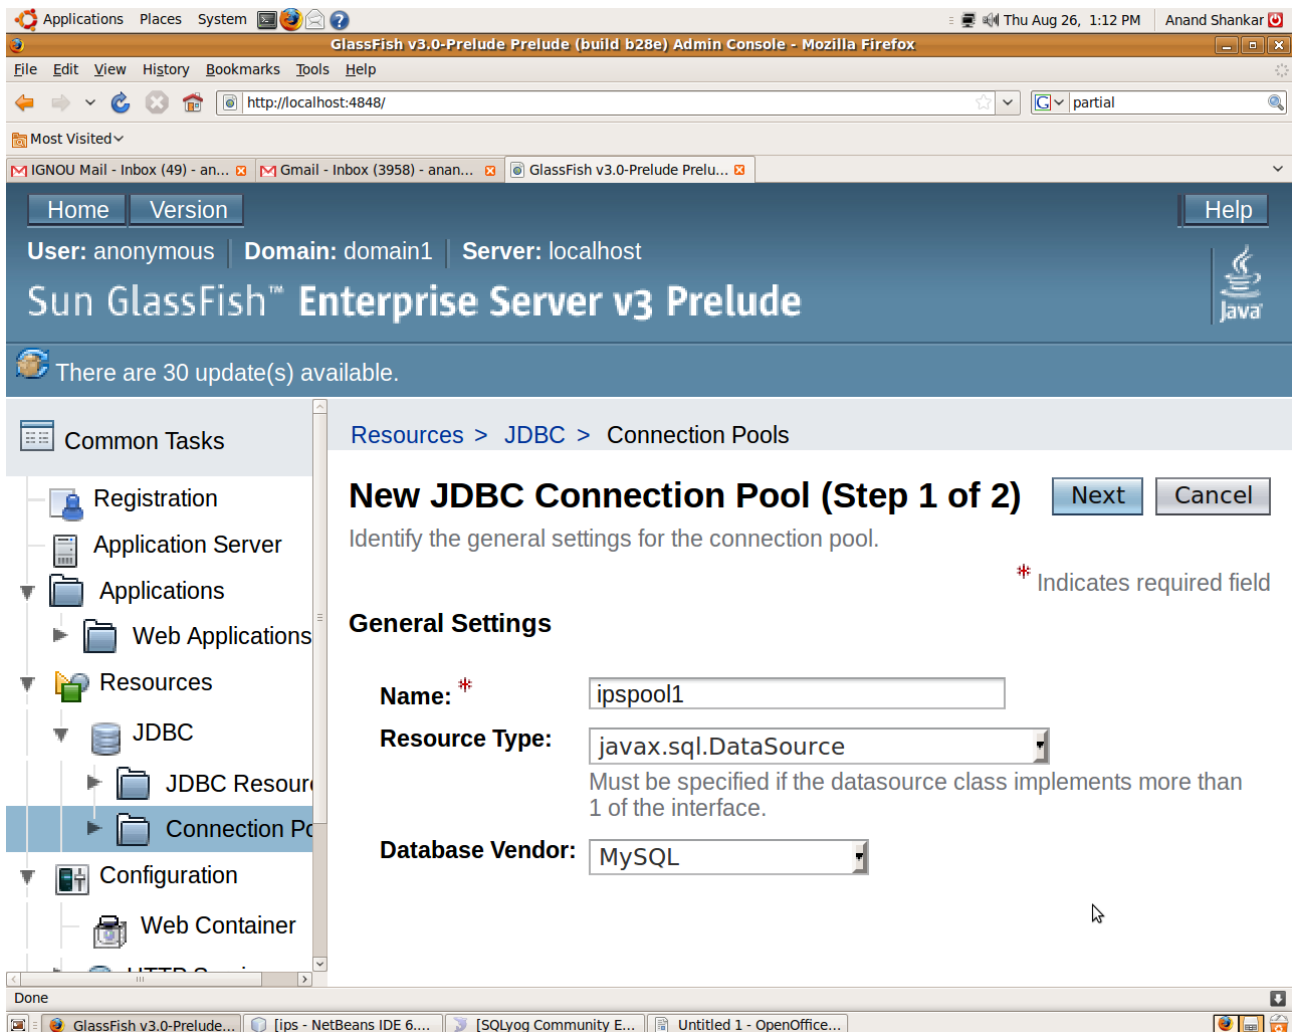 Applications Places System Thu Aug 26, 1:12 PM Anand Shankar
GlassFish v3.0-Prelude Prelude (build b28e) Admin Console - Mozilla Firefox
File Edit View History Bookmarks Tools Help
http://localhost:4848/ G partial
Most Visited
IGNOU Mail - Inbox (49) - an... Gmail - Inbox (3958) - anan... GlassFish v3.0-Prelude Prelu...
Home Version Help
User: anonymous Domain: domain1 Server: localhost
Sun GlassFish™ Enterprise Server v3 Prelude
Java
There are 30 update(s) available.
Common Tasks
Registration
Application Server
Applications
Web Applications
Resources
JDBC
JDBC Resour
Connection Po
Configuration
Web Container
Resources > JDBC > Connection Pools
New JDBC Connection Pool (Step 1 of 2) Next Cancel
Identify the general settings for the connection pool.
* Indicates required field
General Settings
Name: * ipspool1
Resource Type: javax.sql.DataSource
Must be specified if the datasource class implements more than
1 of the interface.
Database Vendor: MySQL
Done
GlassFish v3.0-Prelude... [ips - NetBeans IDE 6.... [SQLyog Community E... Untitled 1 - OpenOffice...